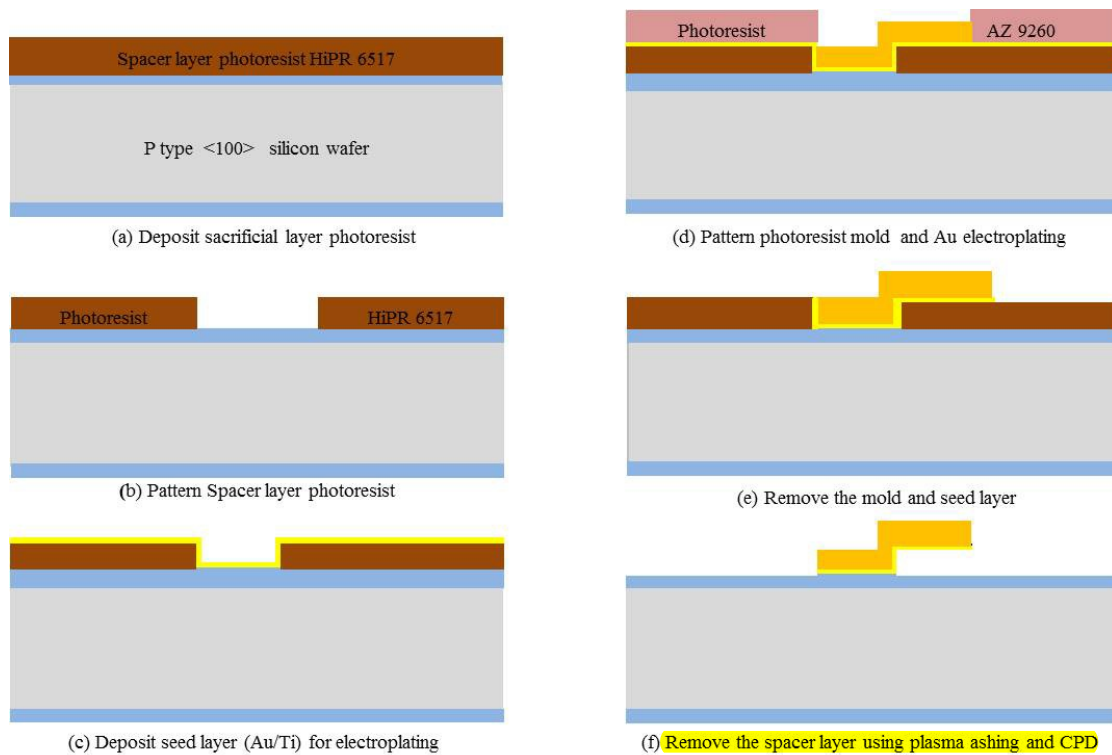 Spacer layer photoresist HiPR 6517
P type <100> silicon wafer
(a) Deposit sacrificial layer photoresist
Photoresist HiPR 6517
(b) Pattern Spacer layer photoresist
(c) Deposit seed layer (Au/Ti) for electroplating
Photoresist AZ 9260
(d) Pattern photoresist mold and Au electroplating
(e) Remove the mold and seed layer
(f) Remove the spacer layer using plasma ashing and CPD